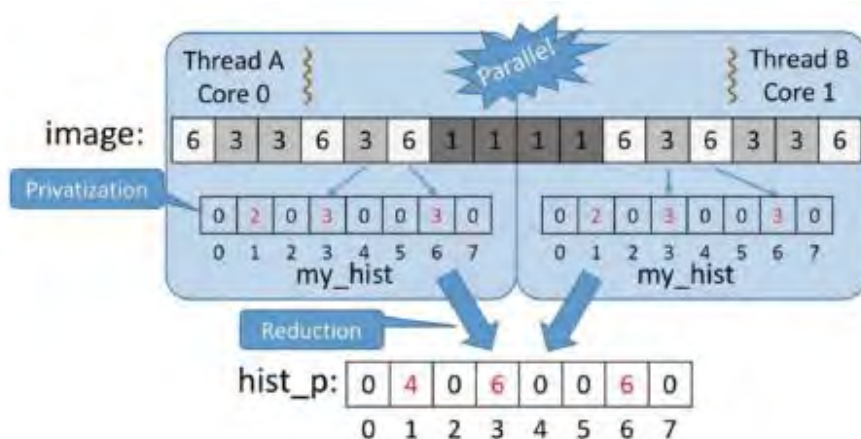 Parallel
Thread A
Core 0
Thread B
Core 1
image: 6 3 3 6 3 6 1 1 1 1 6 3 6 3 3 6
Privatization
0 2 0 3 0 0 3 0
0 1 2 3 4 5 6 7
my_hist
0 2 0 3 0 0 3 0
0 1 2 3 4 5 6 7
my_hist
Reduction
hist_p: 0 4 0 6 0 0 6 0
0 1 2 3 4 5 6 7